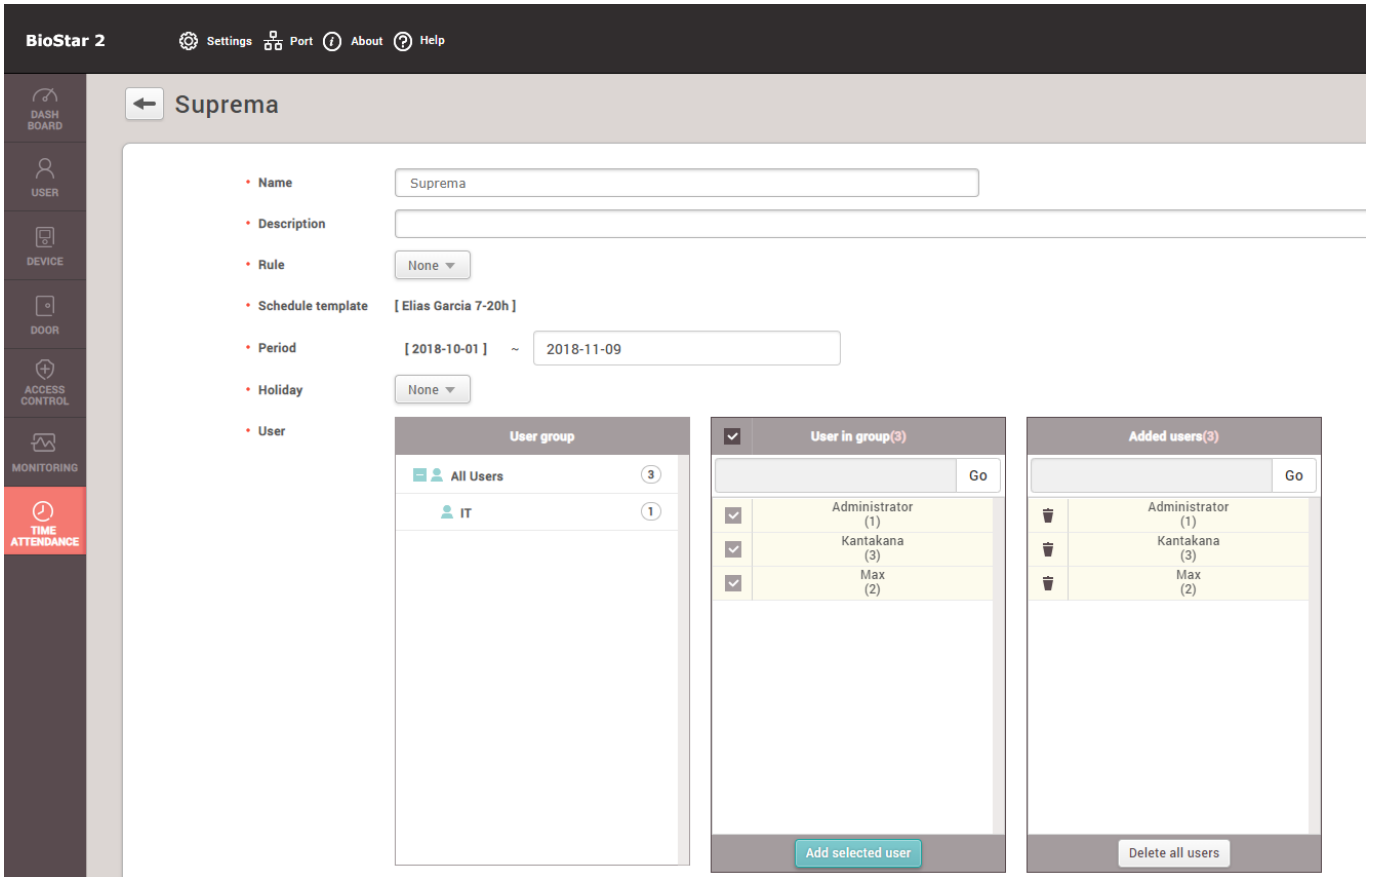 BioStar 2
Settings Port About Help
DASH
BOARD
USER
DEVICE
DOOR
ACCESS
CONTROL
MONITORING
TIME
ATTENDANCE
Suprema
Name Suprema
Description
Rule None
Schedule template [ Elias Garcia 7-20h ]
Period [ 2018-10-01 ] ~ 2018-11-09
Holiday None
User
User group
All Users 3
IT 1
User in group(3)
Go
Administrator
(1)
Kantakana
(3)
Max
(2)
Add selected user
Added users(3)
Go
Administrator
(1)
Kantakana
(3)
Max
(2)
Delete all users